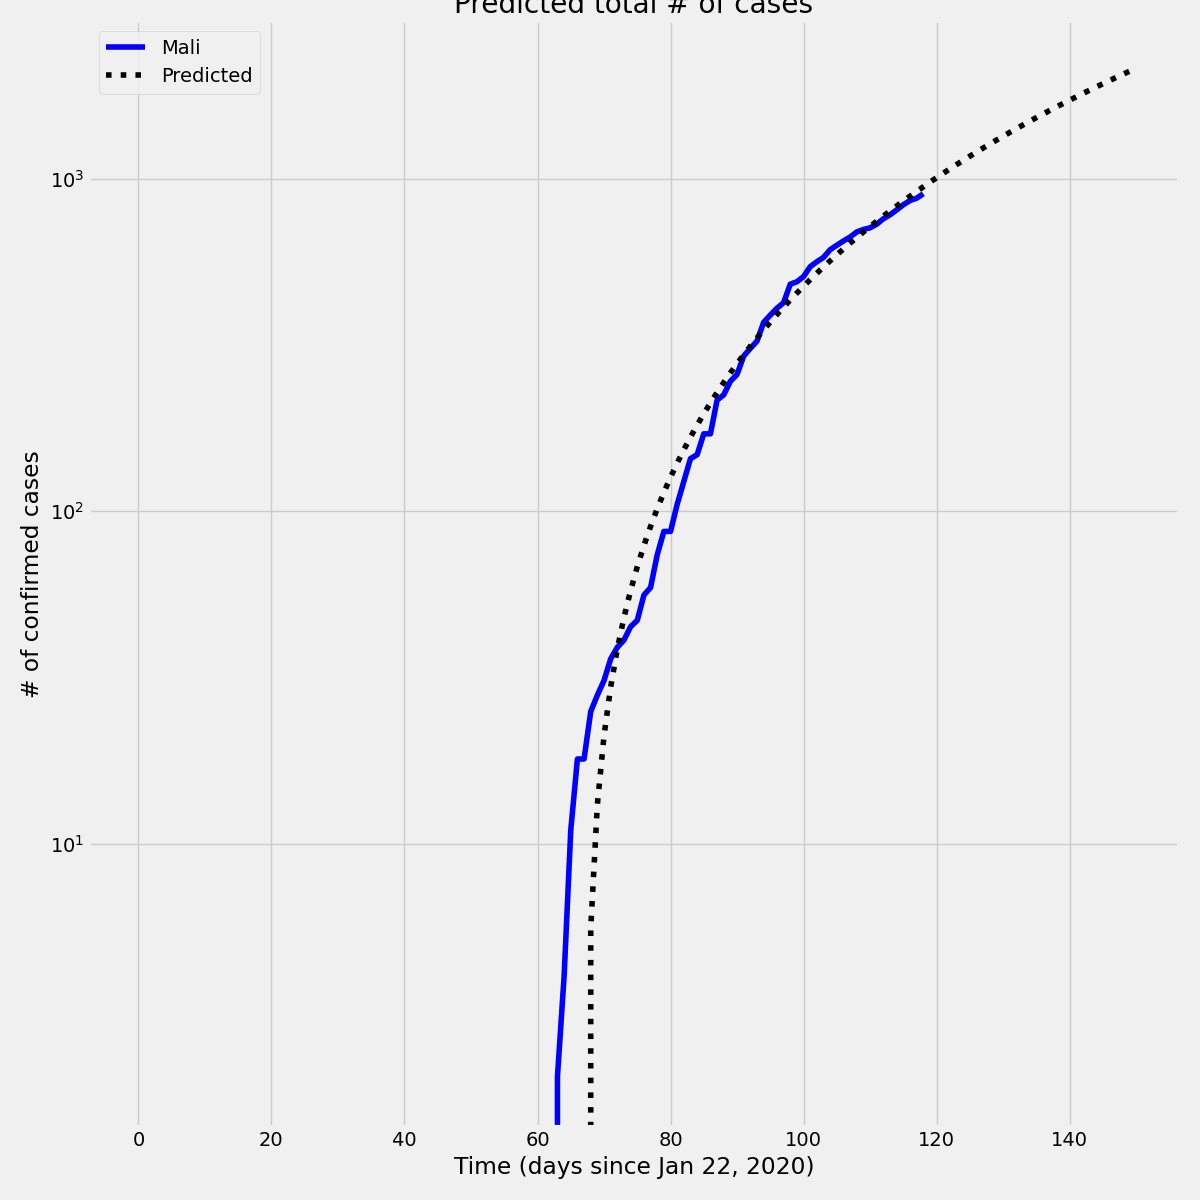 Predicted total # of cases
Mali
Predicted
10³
10²
10¹
# of confirmed cases
0 20 40 60 80 100 120 140
Time (days since Jan 22, 2020)